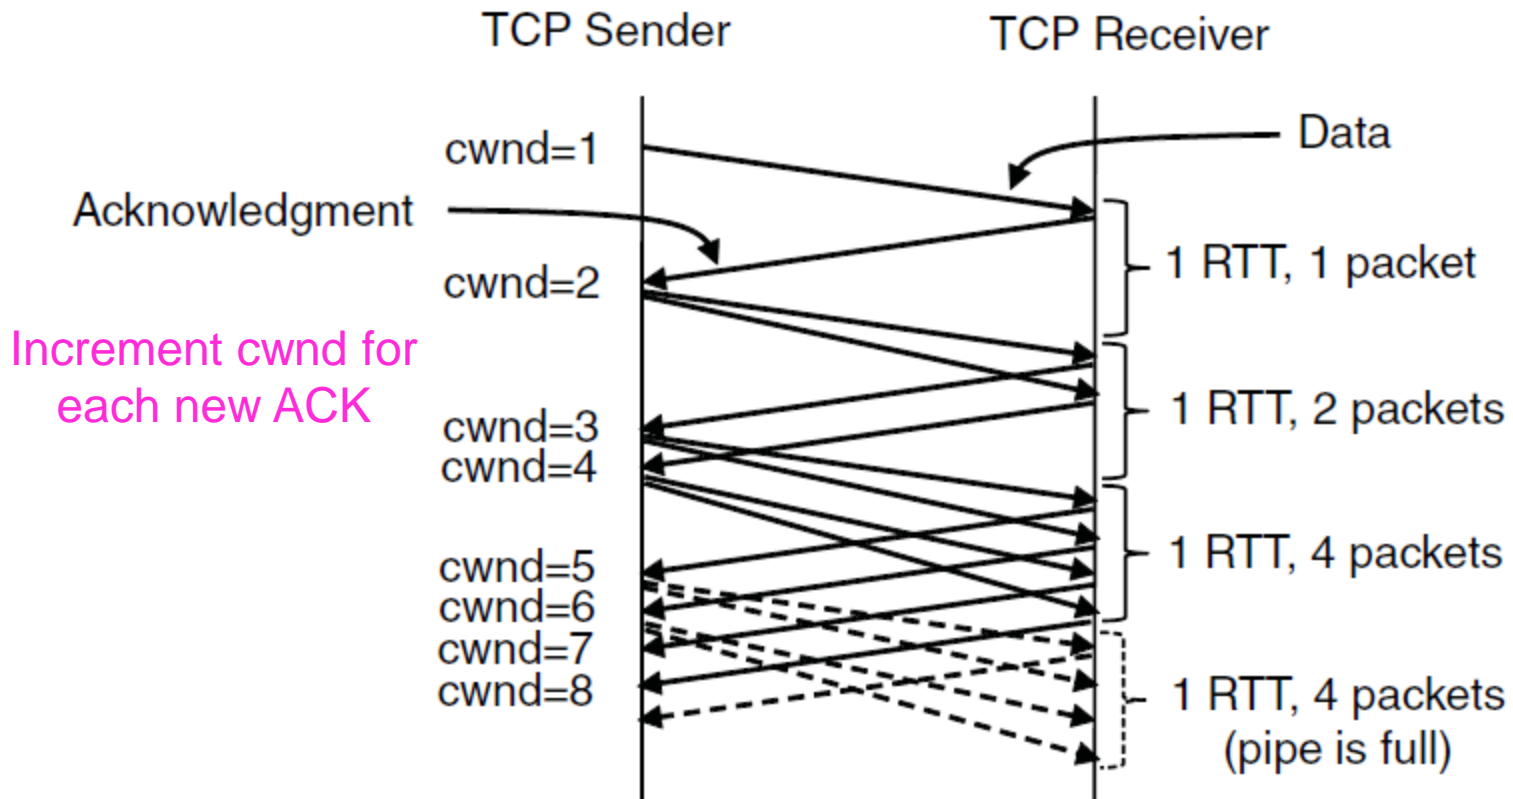 TCP Sender
TCP Receiver
cwnd=1
Data
Acknowledgment
cwnd=2
1 RTT, 1 packet
Increment cwnd for
each new ACK
1 RTT, 2 packets
cwnd=3
cwnd=4
1 RTT, 4 packets
cwnd=5
cwnd=6
cwnd=7
cwnd=8
1 RTT, 4 packets
(pipe is full)